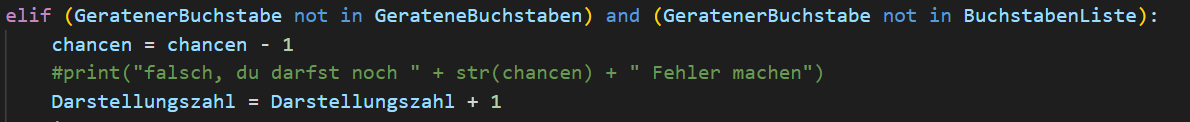 elif (GeratenerBuchstabe not in GerateneBuchstaben) and (GeratenerBuchstabe not in BuchstabenListe):
    chancen = chancen - 1
    #print("falsch, du darfst noch " + str(chancen) + " Fehler machen")
    Darstellungszahl = Darstellungszahl + 1